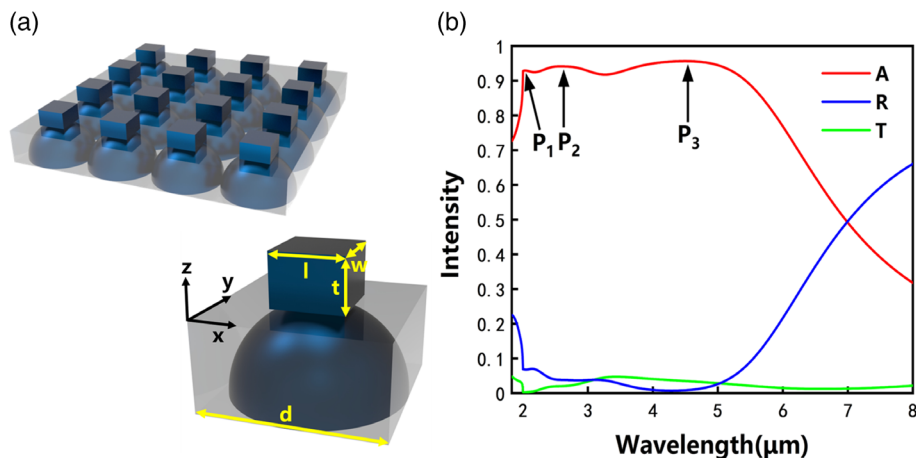 (a)
z
y
x
l
w
t
d
(b)
Intensity
1
0.9
0.8
0.7
0.6
0.5
0.4
0.3
0.2
0.1
0
A
R
T
P₁ P₂
P₃
2 3 4 5 6 7 8
Wavelength(μm)